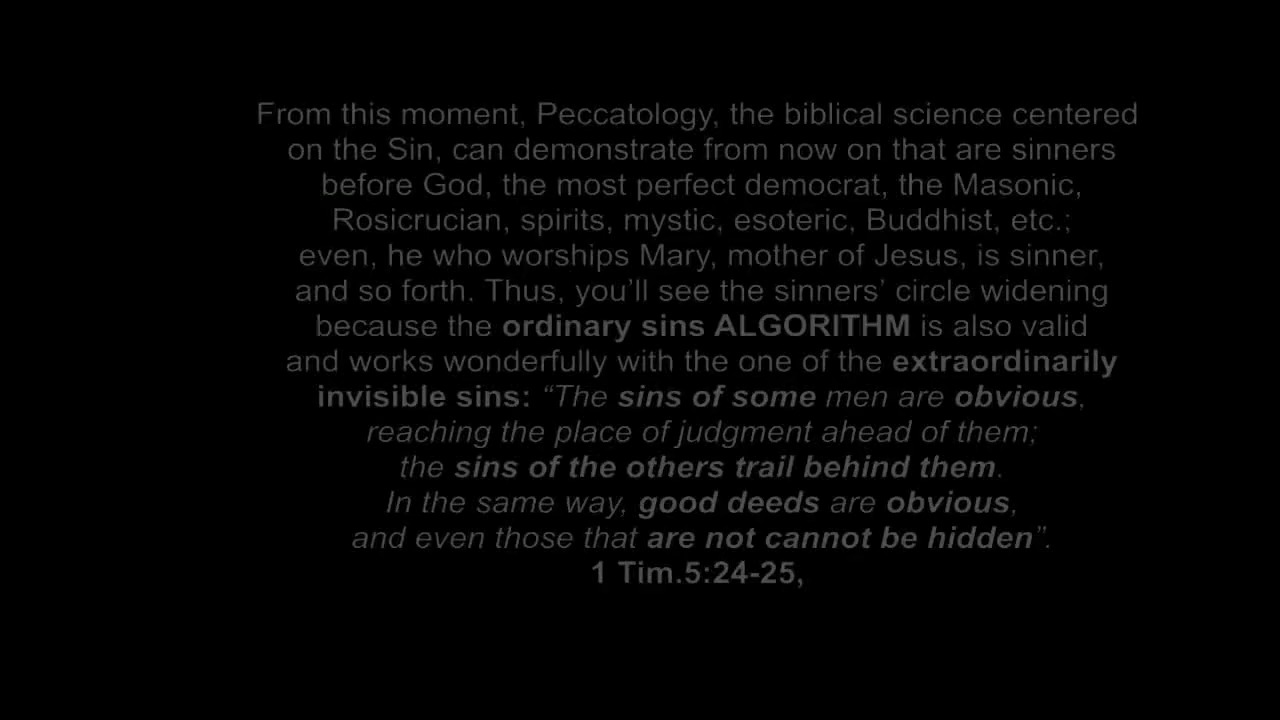 From this moment, Peccatology, the biblical science centered
on the Sin, can demonstrate from now on that are sinners
before God, the most perfect democrat, the Masonic,
Rosicrucian, spirits, mystic, esoteric, Buddhist, etc.;
even, he who worships Mary, mother of Jesus, is sinner,
and so forth. Thus, you’ll see the sinners’ circle widening
because the ordinary sins ALGORITHM is also valid
and works wonderfully with the one of the extraordinarily
invisible sins: “The sins of some men are obvious,
reaching the place of judgment ahead of them;
the sins of the others trail behind them.
In the same way, good deeds are obvious,
and even those that are not cannot be hidden”.
1 Tim.5:24-25,